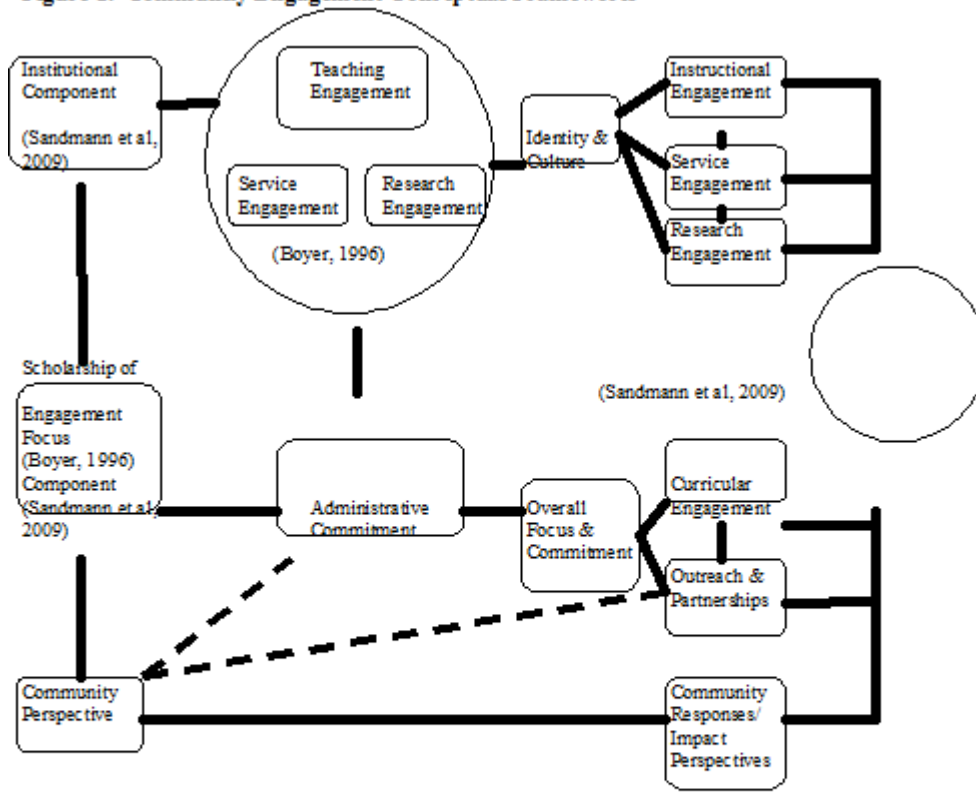 Institutional
Component
(Sandmann et al,
2009)
Teaching
Engagement
Service
Engagement
Research
Engagement
(Boyer, 1996)
Identity &
Culture
Instructional
Engagement
Service
Engagement
Research
Engagement
Scholarship of
Engagement
Focus
(Boyer, 1996)
Component
(Sandmann et al,
2009)
(Sandmann et al, 2009)
Administrative
Commitment
Overall
Focus &
Commitment
Curricular
Engagement
Outreach &
Partnerships
Community
Perspective
Community
Responses/
Impact
Perspectives